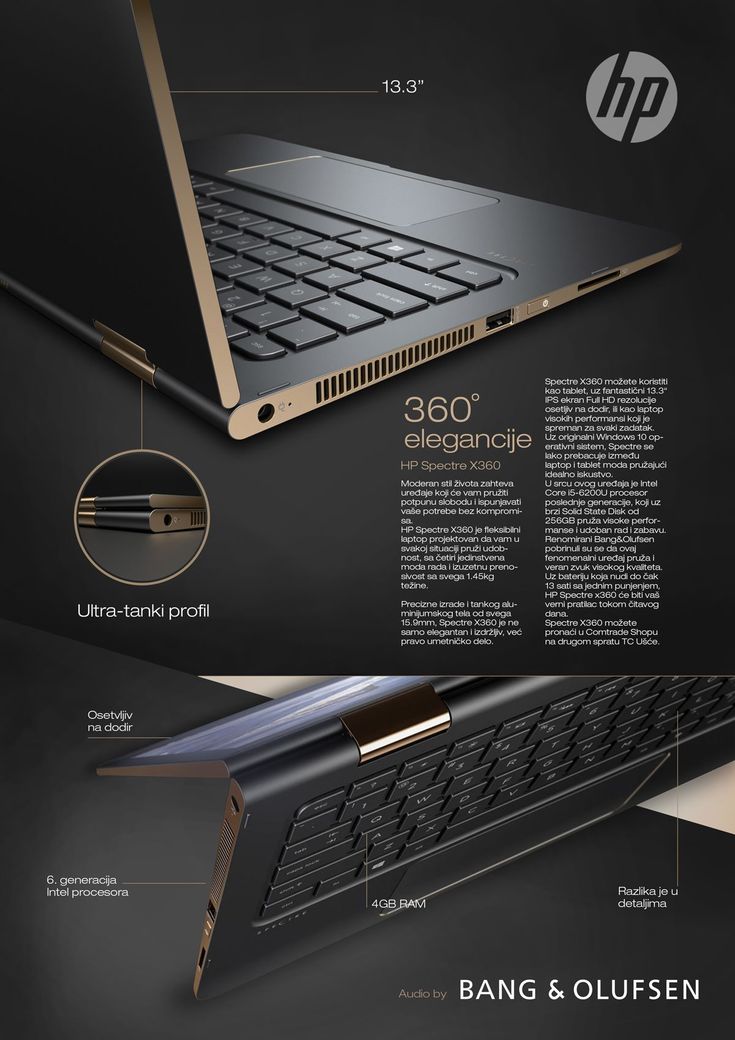 13.3”
hp
360°
elegancije
HP Spectre X360
Moderan stil života zahteva
uređaje koji će vam pružiti
potpunu slobodu i ispunjavati
vaše potrebe bez kompromi-
sa.
HP Spectre X360 je fleksibilni
laptop projektovan da vam u
svakoj situaciji pruži udob-
nost, sa četiri jedinstvena
moda rada i izuzetnu preno-
sivost sa svega 1.45kg
težine.
Precizne izrade i tankog alu-
minijumskog tela od svega
15.9mm, Spectre X360 je ne
samo elegantan i izdržljiv, već
pravo umetničko delo.
Spectre X360 možete koristiti
kao tablet, uz fantastični 13.3“
IPS ekran Full HD rezolucije
osetljiv na dodir, ili kao laptop
visokih performansi koji je
spreman za svaki zadatak.
Uz originalni Windows 10 op-
erativni sistem, Spectre se
lako prebacuje između
laptop i tablet moda pružajući
idealno iskustvo.
U srcu ovog uređaja je Intel
Core i5-6200U procesor
poslednje generacije, koji uz
brzi Solid State Disk od
256GB pruža visoke perfor-
manse i udoban rad i zabavu.
Renomirani Bang&Olufsen
pobrinuli su se da ovaj
fenomenalni uređaj pruža i
veran zvuk visokog kvaliteta.
Uz bateriju koja nudi do čak
13 sati sa jednim punjenjem,
HP Spectre x360 će biti vaš
verni pratilac tokom čitavog
dana.
Spectre X360 možete
pronaći u Comtrade Shopu
na drugom spratu TC Ušće.
Ultra-tanki profil
Osetvljiv
na dodir
6. generacija
Intel procesora
4GB RAM
Razlika je u
detaljima
SPECTRE
Audio by BANG & OLUFSEN